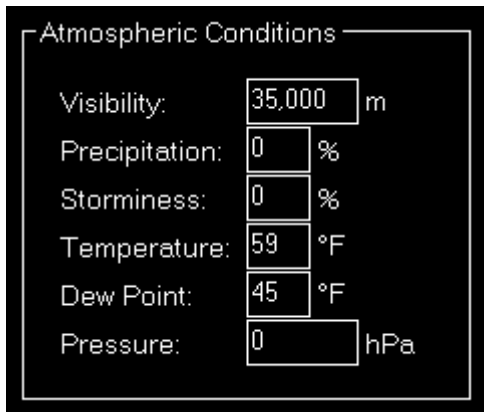 Atmospheric Conditions
Visibility: 35,000 m
Precipitation: 0 %
Storminess: 0 %
Temperature: 59 °F
Dew Point: 45 °F
Pressure: 0 hPa